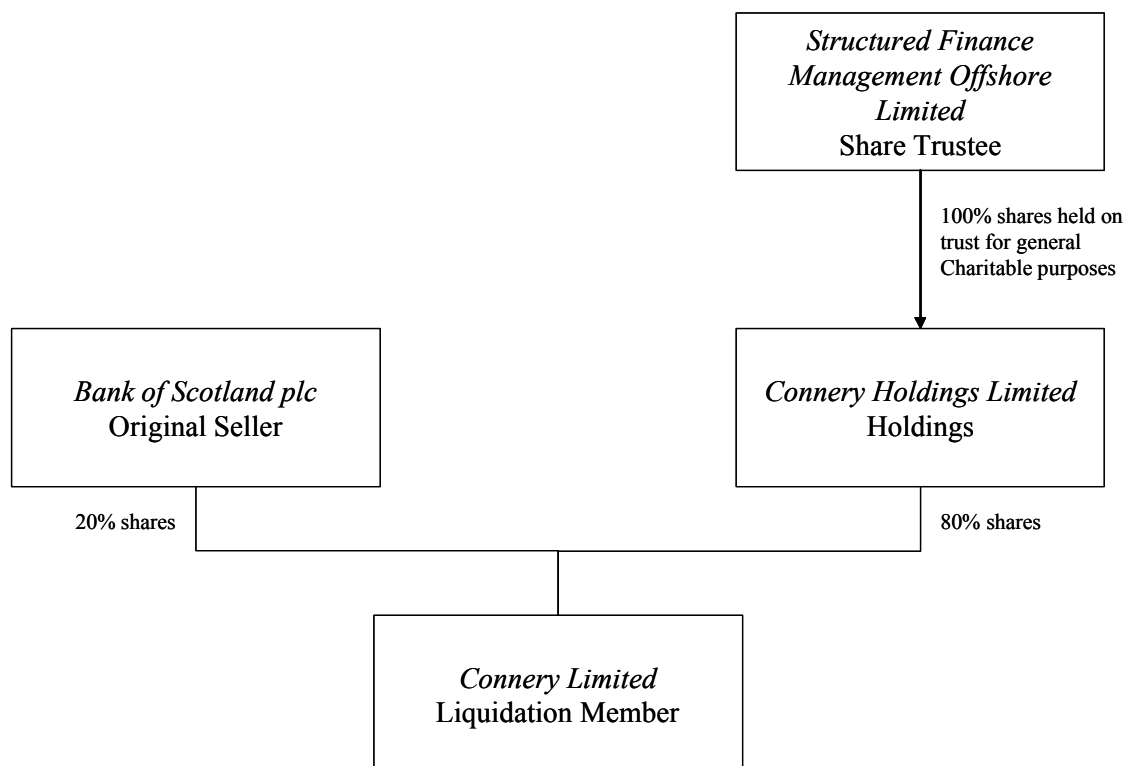 Structured Finance
Management Offshore
Limited
Share Trustee
100% shares held on
trust for general
Charitable purposes
Bank of Scotland plc
Original Seller
Connery Holdings Limited
Holdings
20% shares
80% shares
Connery Limited
Liquidation Member